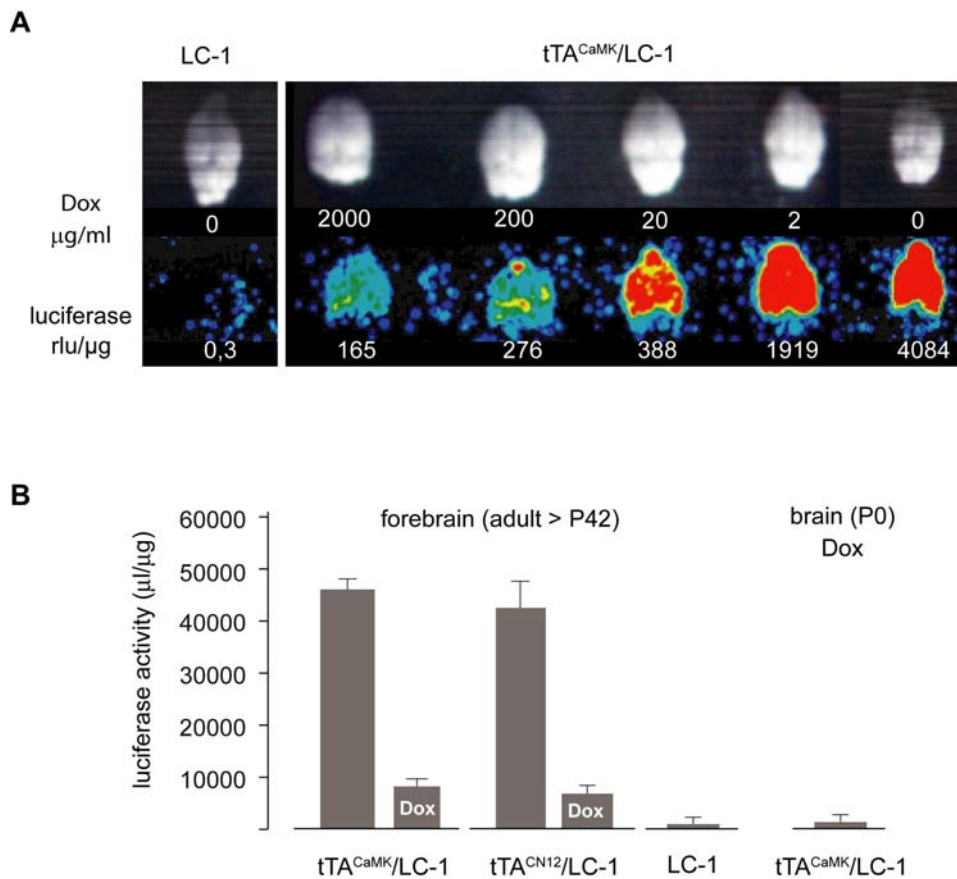 A
LC-1
tTA^CaMK/LC-1
Dox
μg/ml
0
2000
200
20
2
0
luciferase
rlu/μg
0,3
165
276
388
1919
4084
B
forebrain (adult > P42)
brain (P0)
Dox
luciferase activity (μl/μg)
60000
50000
40000
30000
20000
10000
Dox
Dox
tTA^CaMK/LC-1
tTA^CN12/LC-1
LC-1
tTA^CaMK/LC-1